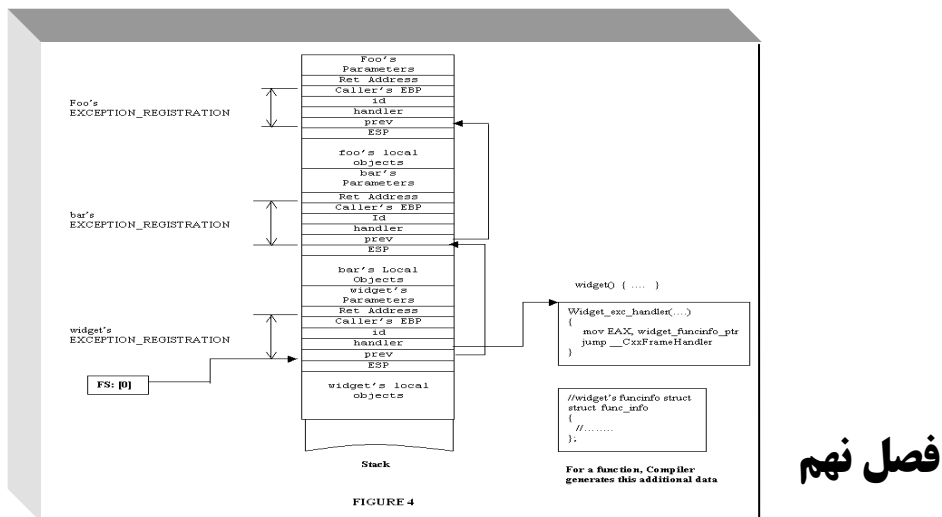 Foo's
Parameters
Ret Address
Caller's EBP
id
handler
prev
ESP
foo's local
objects
bar's
Parameters
Ret Address
Caller's EBP
Id
handler
prev
ESP
bar's Local
Objects
widget's
Parameters
Ret Address
Caller's EBP
id
handler
prev
ESP
widget's local
objects
Stack
FIGURE 4
Foo's
EXCEPTION_REGISTRATION
bar's
EXCEPTION_REGISTRATION
widget's
EXCEPTION_REGISTRATION
FS: [0]
widget() { .... }
Widget_exc_handler(....)
{
mov EAX, widget_funcinfo_ptr
jump __CxxFrameHandler
}
//widget's funcinfo struct
struct func_info
{
//........
};
For a function, Compiler
generates this additional data
فصل نهم